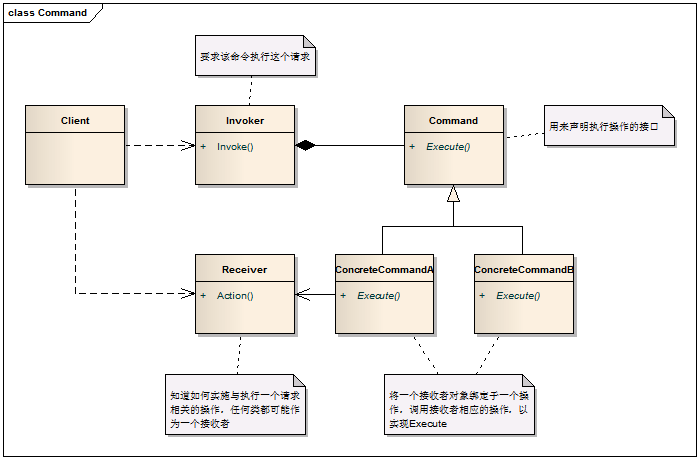 class Command
要求该命令执行这个请求
Client
Invoker
+ Invoke()
Command
+ Execute()
用来声明执行操作的接口
Receiver
+ Action()
ConcreteCommandA
+ Execute()
ConcreteCommandB
+ Execute()
知道如何实施与执行一个请求
相关的操作，任何类都可能作
为一个接收者
将一个接收者对象绑定于一个操
作，调用接收者相应的操作，以
实现Execute